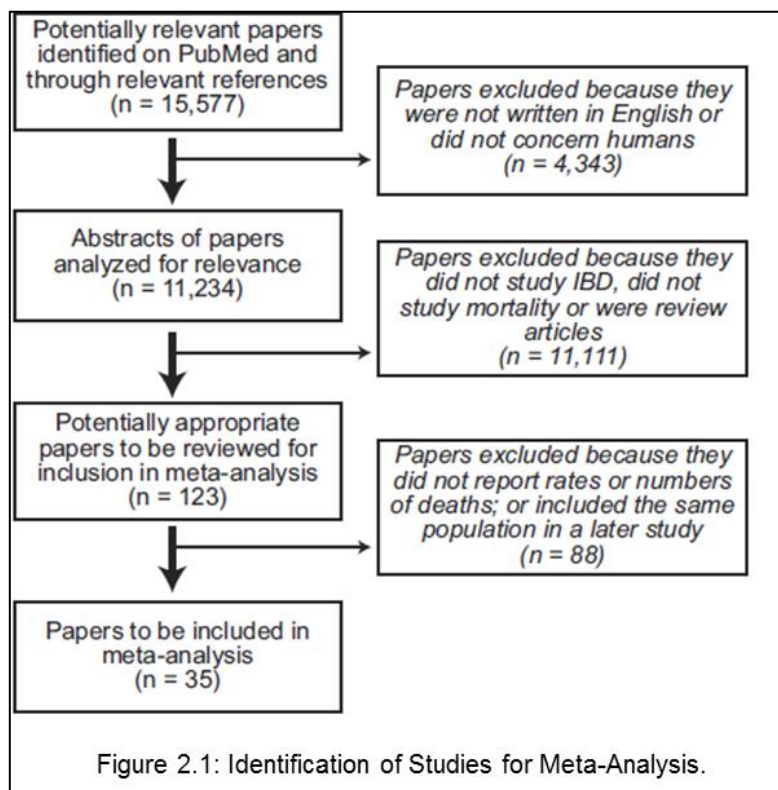 Potentially relevant papers
identified on PubMed and
through relevant references
(n = 15,577)
Papers excluded because they
were not written in English or
did not concern humans
(n = 4,343)
Abstracts of papers
analyzed for relevance
(n = 11,234)
Papers excluded because they
did not study IBD, did not
study mortality or were review
articles
(n = 11,111)
Potentially appropriate
papers to be reviewed for
inclusion in meta-analysis
(n = 123)
Papers excluded because they
did not report rates or numbers
of deaths; or included the same
population in a later study
(n = 88)
Papers to be included in
meta-analysis
(n = 35)
Figure 2.1: Identification of Studies for Meta-Analysis.